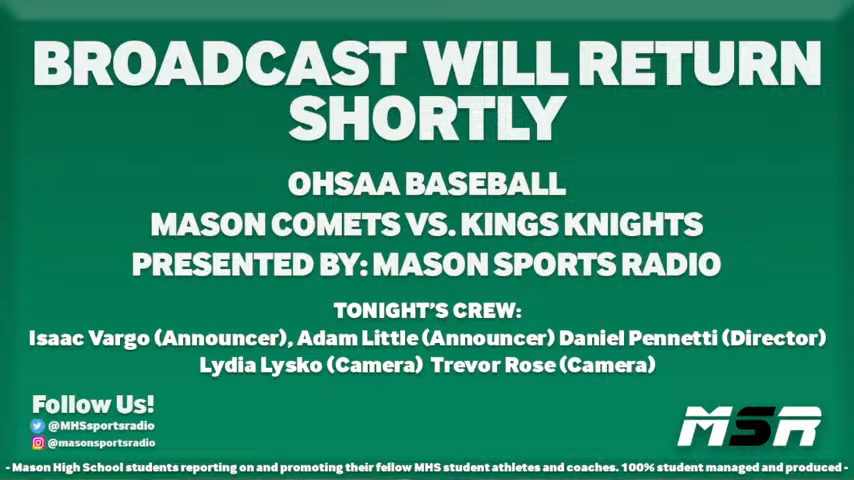 BROADCAST WILL RETURN
SHORTLY
OHSAA BASEBALL
MASON COMETS VS. KINGS KNIGHTS
PRESENTED BY: MASON SPORTS RADIO
TONIGHT'S CREW:
Isaac Vargo (Announcer), Adam Little (Announcer) Daniel Pennetti (Director)
Lydia Lysko (Camera) Trevor Rose (Camera)
Follow Us!
@MHSsportsradio
@masonsportsradio
MSR
- Mason High School students reporting on and promoting their fellow MHS student athletes and coaches. 100% student managed and produced -